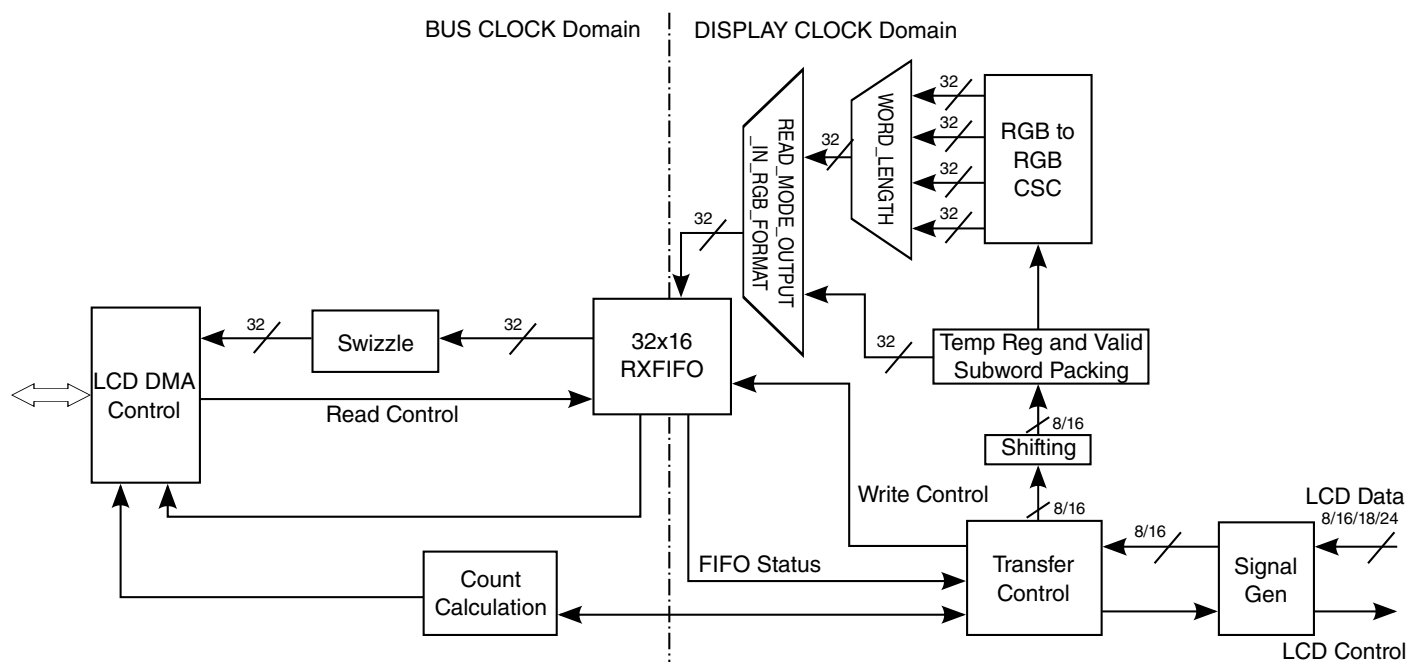 BUS CLOCK Domain
DISPLAY CLOCK Domain
READ_MODE_OUTPUT
_IN_RGB_FORMAT
32
WORD_LENGTH
32
32
32
32
RGB to
RGB
CSC
32
32
Swizzle
32
32x16
RXFIFO
32
Temp Reg and Valid
Subword Packing
LCD DMA
Control
Read Control
8/16
Shifting
Write Control
8/16
LCD Data
8/16/18/24
8/16
FIFO Status
Transfer
Control
Signal
Gen
Count
Calculation
LCD Control